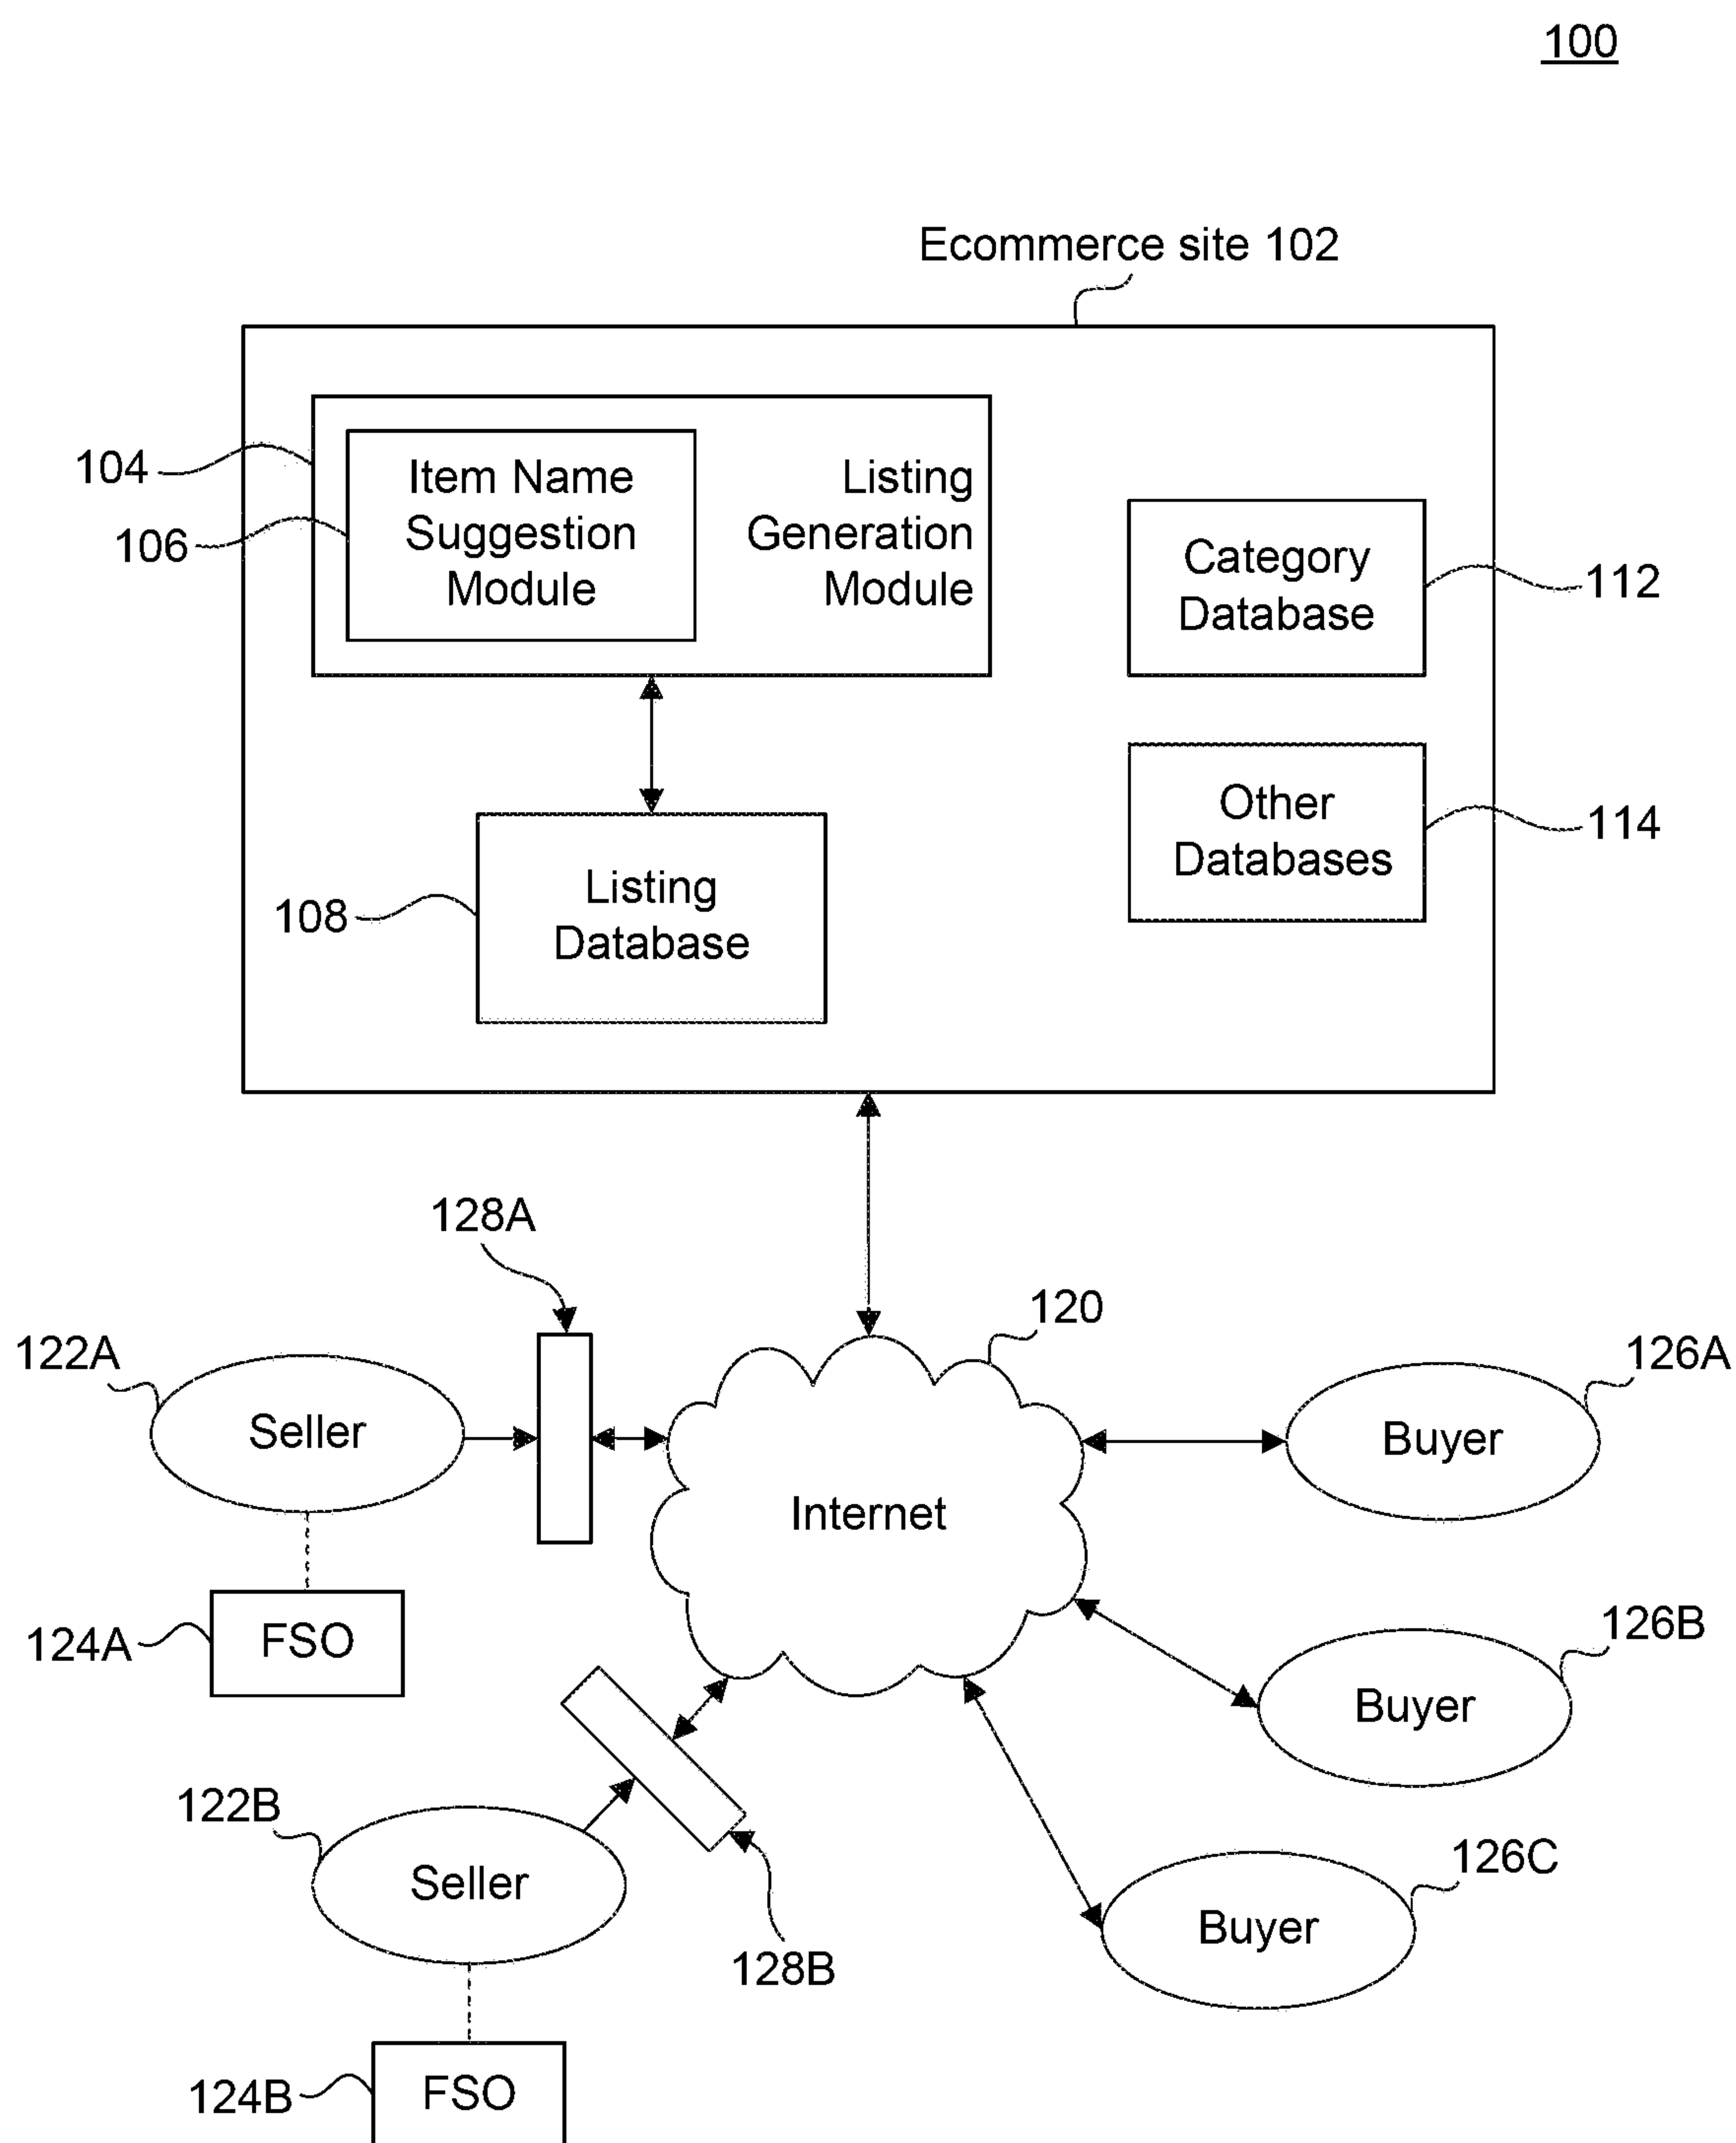 100
Ecommerce site 102
104
106
Item Name
Suggestion
Module
Listing
Generation
Module
Category
Database
112
Other
Databases
114
108
Listing
Database
128A
120
122A
Seller
Internet
126A
Buyer
124A
FSO
126B
Buyer
122B
Seller
128B
126C
Buyer
124B
FSO